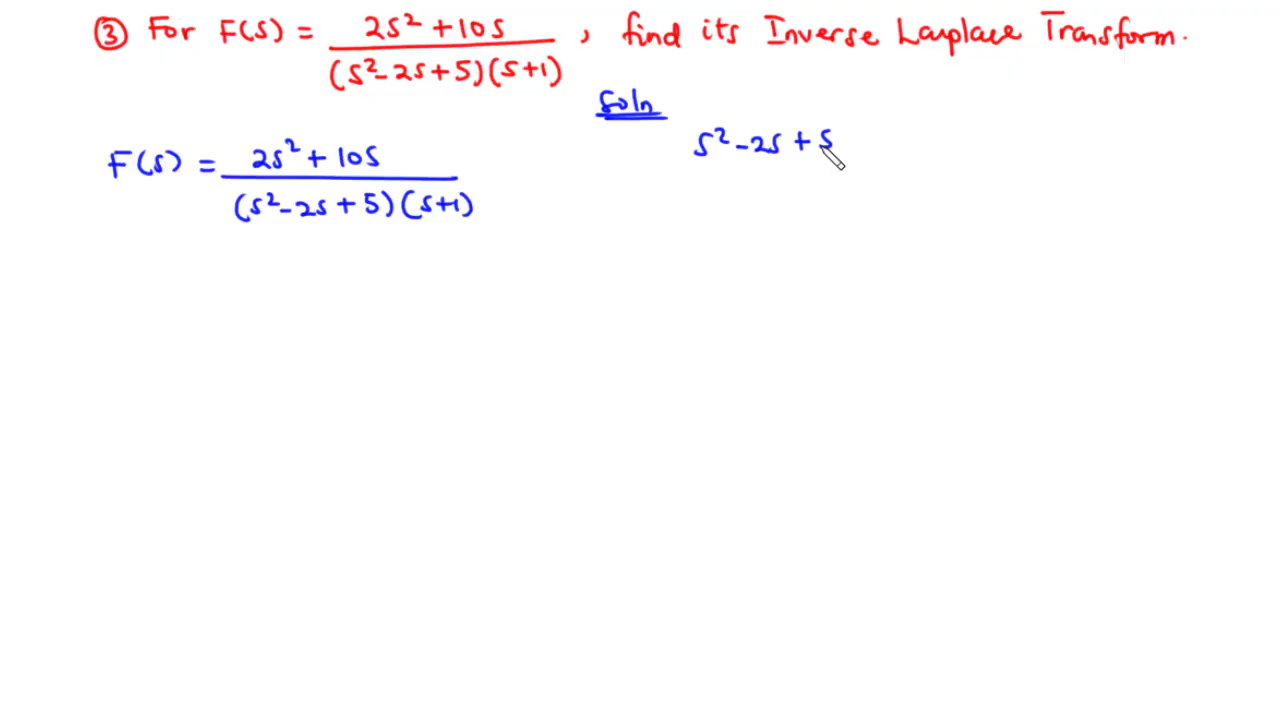 ③ For F(s) = 2s² + 10s / (s² - 2s + 5)(s+1) , find its Inverse Laplace Transform.
Soln
F(s) = 2s² + 10s / (s² - 2s + 5)(s+1)
s² - 2s + 5